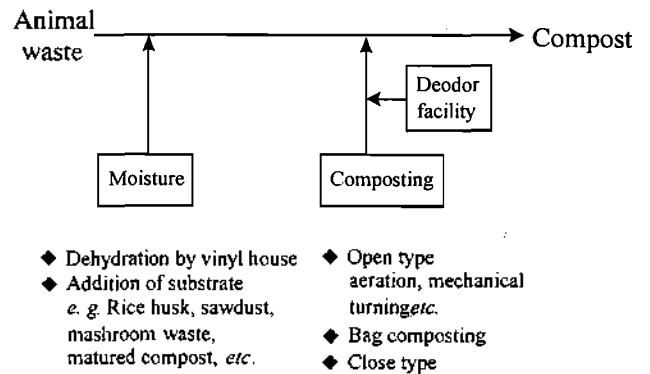 Animal
waste
Compost
Deodor
facility
Moisture
Composting
◆ Dehydration by vinyl house
◆ Addition of substrate
e. g. Rice husk, sawdust,
mashroom waste,
matured compost, etc.
◆ Open type
aeration, mechanical
turningetc.
◆ Bag composting
◆ Close type